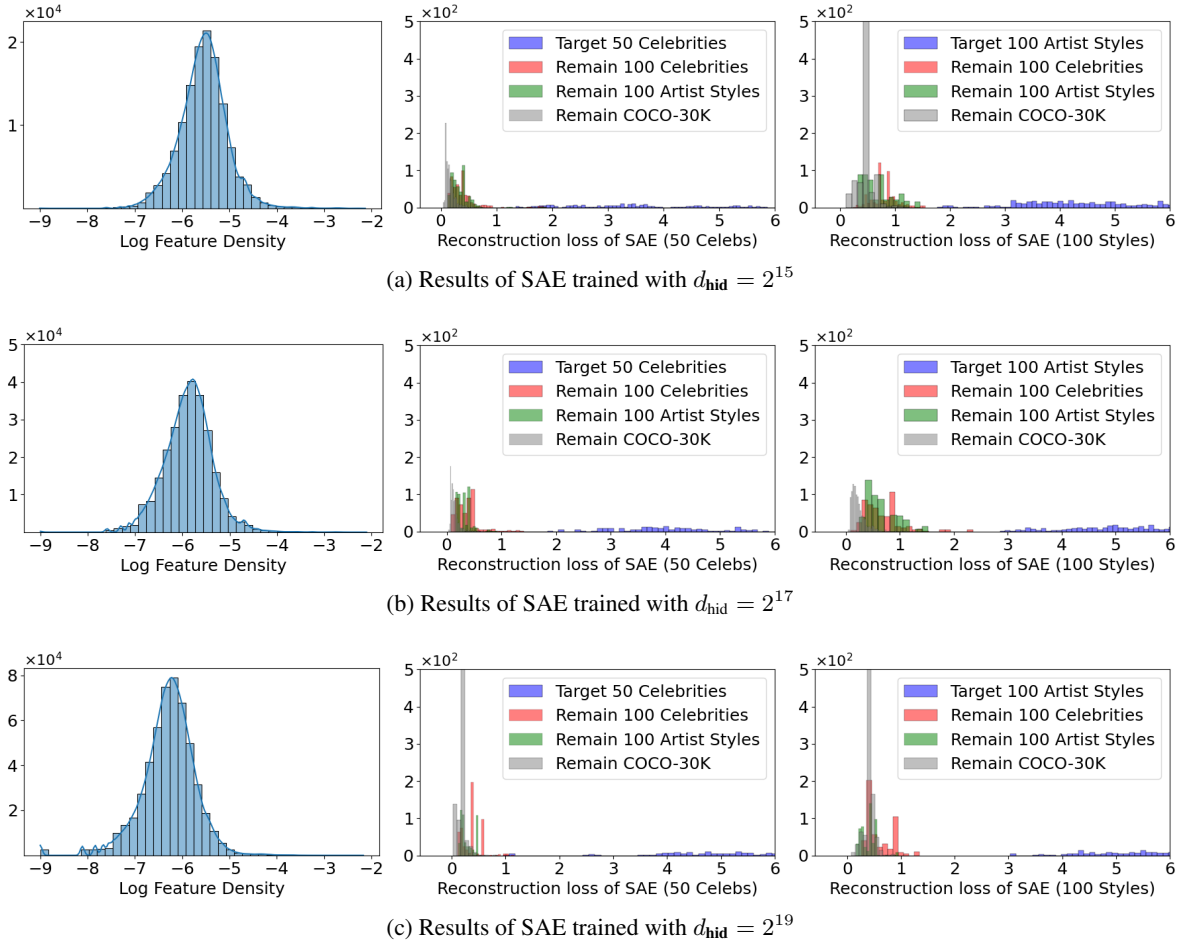 ×10⁴
2
1
−9 −8 −7 −6 −5 −4 −3 −2
Log Feature Density
×10²
5
4
3
2
1
0
Target 50 Celebrities
Remain 100 Celebrities
Remain 100 Artist Styles
Remain COCO-30K
0 1 2 3 4 5 6
Reconstruction loss of SAE (50 Celebs)
×10²
5
4
3
2
1
0
Target 100 Artist Styles
Remain 100 Celebrities
Remain 100 Artist Styles
Remain COCO-30K
0 1 2 3 4 5 6
Reconstruction loss of SAE (100 Styles)
(a) Results of SAE trained with d_hid = 2¹⁵
×10⁴
5
4
3
2
1
−9 −8 −7 −6 −5 −4 −3 −2
Log Feature Density
×10²
5
4
3
2
1
0
Target 50 Celebrities
Remain 100 Celebrities
Remain 100 Artist Styles
Remain COCO-30K
0 1 2 3 4 5 6
Reconstruction loss of SAE (50 Celebs)
×10²
5
4
3
2
1
0
Target 100 Artist Styles
Remain 100 Celebrities
Remain 100 Artist Styles
Remain COCO-30K
0 1 2 3 4 5 6
Reconstruction loss of SAE (100 Styles)
(b) Results of SAE trained with d_hid = 2¹⁷
×10⁴
8
6
4
2
−9 −8 −7 −6 −5 −4 −3 −2
Log Feature Density
×10²
5
4
3
2
1
0
Target 50 Celebrities
Remain 100 Celebrities
Remain 100 Artist Styles
Remain COCO-30K
0 1 2 3 4 5 6
Reconstruction loss of SAE (50 Celebs)
×10²
5
4
3
2
1
0
Target 100 Artist Styles
Remain 100 Celebrities
Remain 100 Artist Styles
Remain COCO-30K
0 1 2 3 4 5 6
Reconstruction loss of SAE (100 Styles)
(c) Results of SAE trained with d_hid = 2¹⁹